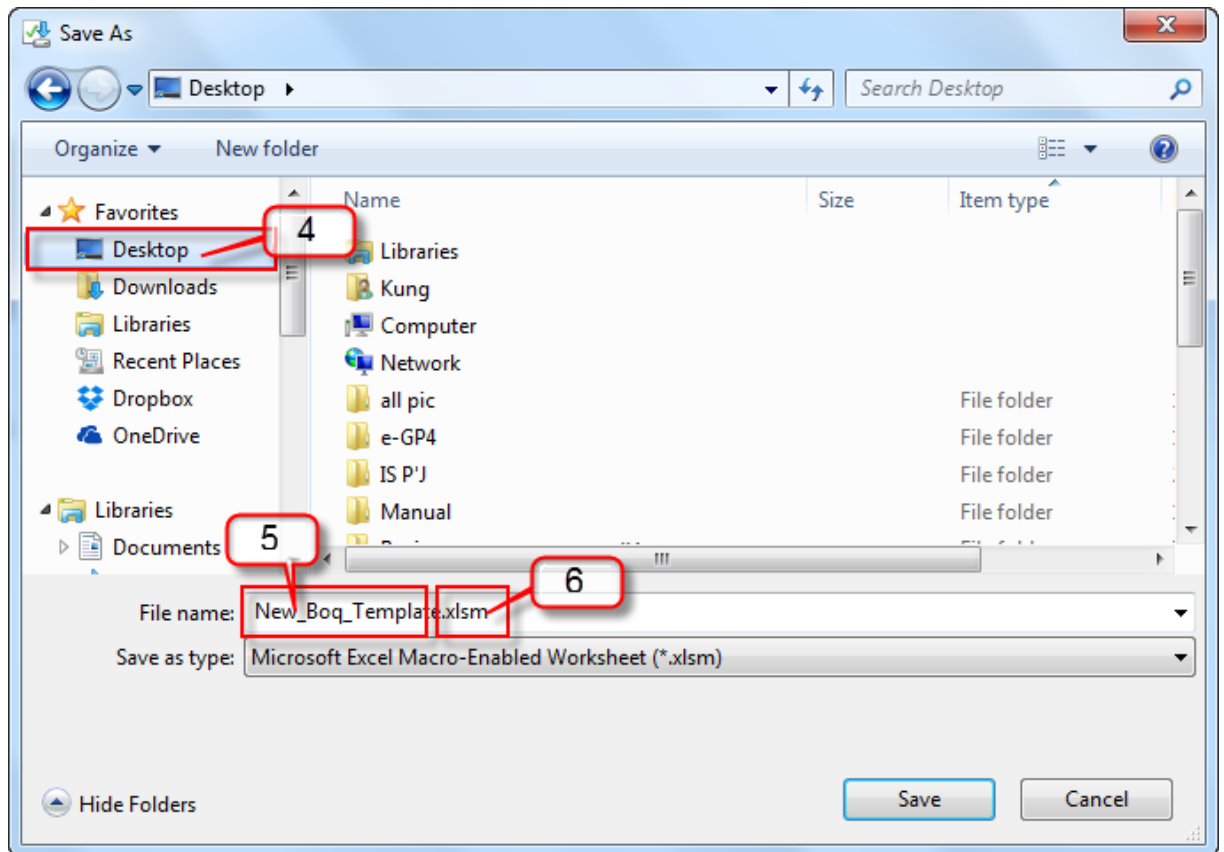 Save As
Desktop
Search Desktop
Organize
New folder
Name
Size
Item type
Favorites
4
Desktop
Libraries
Downloads
Kung
Libraries
Computer
Recent Places
Network
Dropbox
all pic
File folder
OneDrive
e-GP4
File folder
IS P'J
File folder
Libraries
Manual
File folder
Documents
5
6
File name:
New_Boq_Template.xlsm
Save as type:
Microsoft Excel Macro-Enabled Worksheet (*.xlsm)
Hide Folders
Save
Cancel